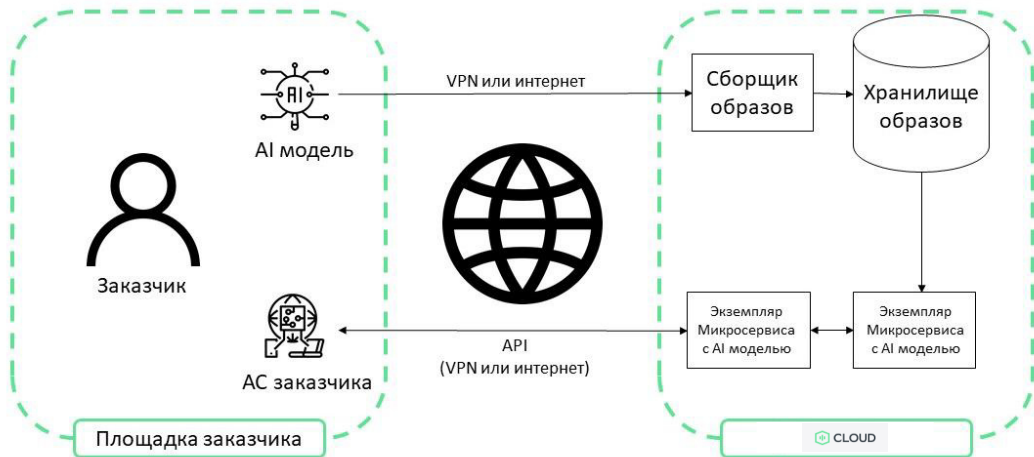 AI
AI модель
VPN или интернет
Сборщик
образов
Хранилище
образов
Заказчик
АС заказчика
API
(VPN или интернет)
Экземпляр
Микросервиса
с AI моделью
Экземпляр
Микросервиса
с AI моделью
Площадка заказчика
CLOUD